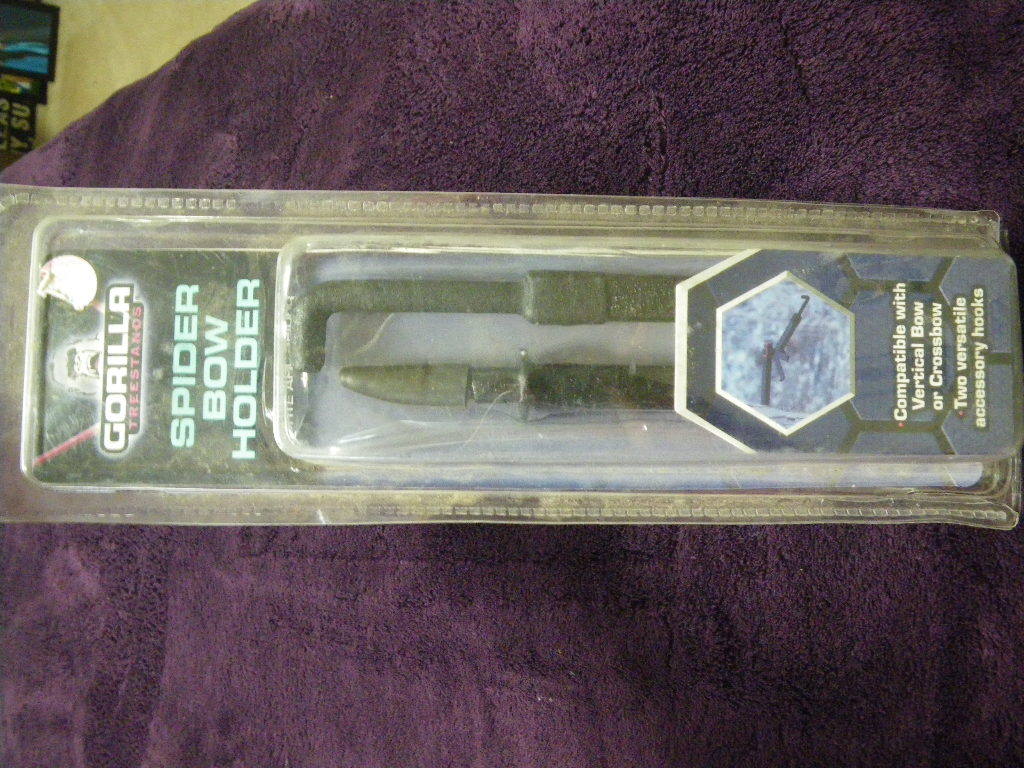 GORILLA
TREESTANDS
SPIDER
BOW
HOLDER
•Compatible with
Vertical Bow
or Crossbow
•Two versatile
accessory hooks